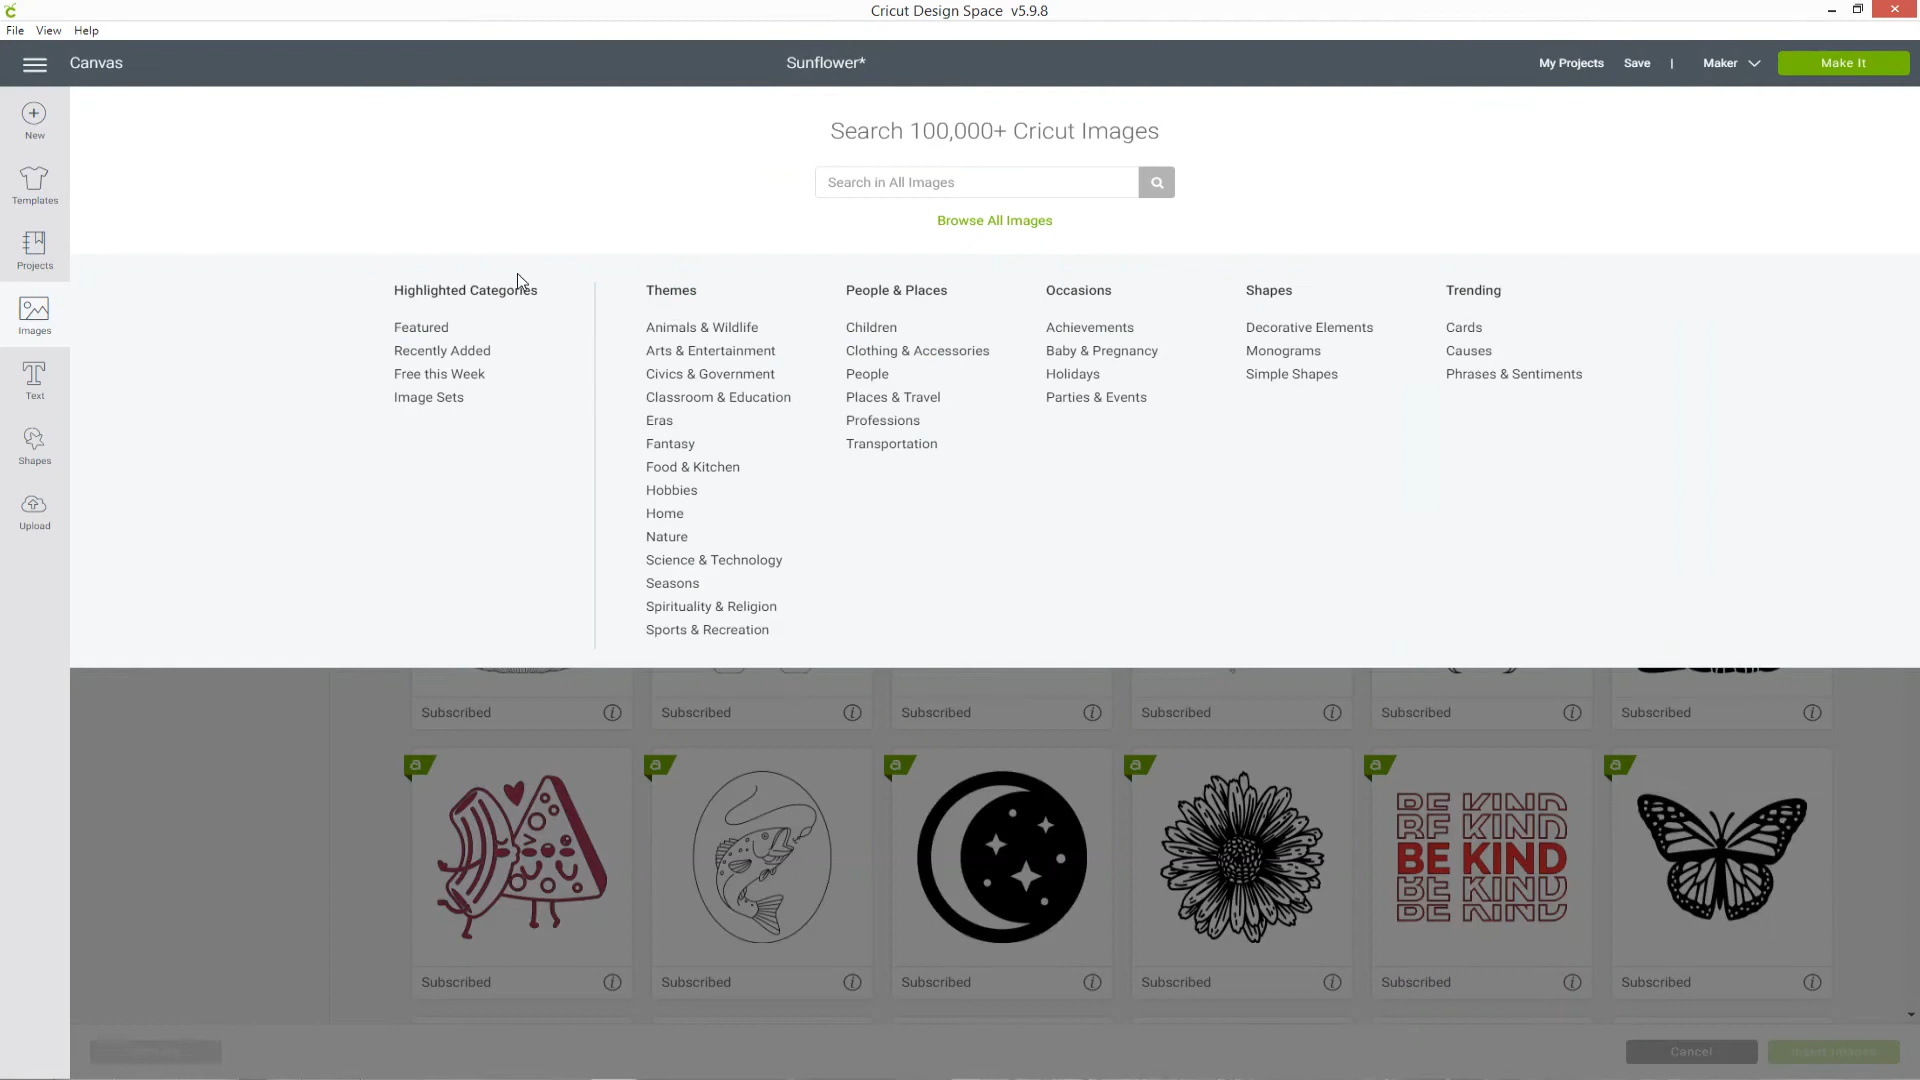 Cricut Design Space v5.9.8
File View Help
Canvas
Sunflower*
My Projects Save | Maker Make It
New
Templates
Projects
Images
Text
Shapes
Upload
Search 100,000+ Cricut Images
Search in All Images
Browse All Images
Highlighted Categories
Featured
Recently Added
Free this Week
Image Sets
Themes
Animals & Wildlife
Arts & Entertainment
Civics & Government
Classroom & Education
Eras
Fantasy
Food & Kitchen
Hobbies
Home
Nature
Science & Technology
Seasons
Spirituality & Religion
Sports & Recreation
People & Places
Children
Clothing & Accessories
People
Places & Travel
Professions
Transportation
Occasions
Achievements
Baby & Pregnancy
Holidays
Parties & Events
Shapes
Decorative Elements
Monograms
Simple Shapes
Trending
Cards
Causes
Phrases & Sentiments
Subscribed Subscribed Subscribed Subscribed Subscribed Subscribed
a a a a a a
BE KIND
BE KIND
BE KIND
BE KIND
BE KIND
Subscribed Subscribed Subscribed Subscribed Subscribed Subscribed
Cancel Insert Images